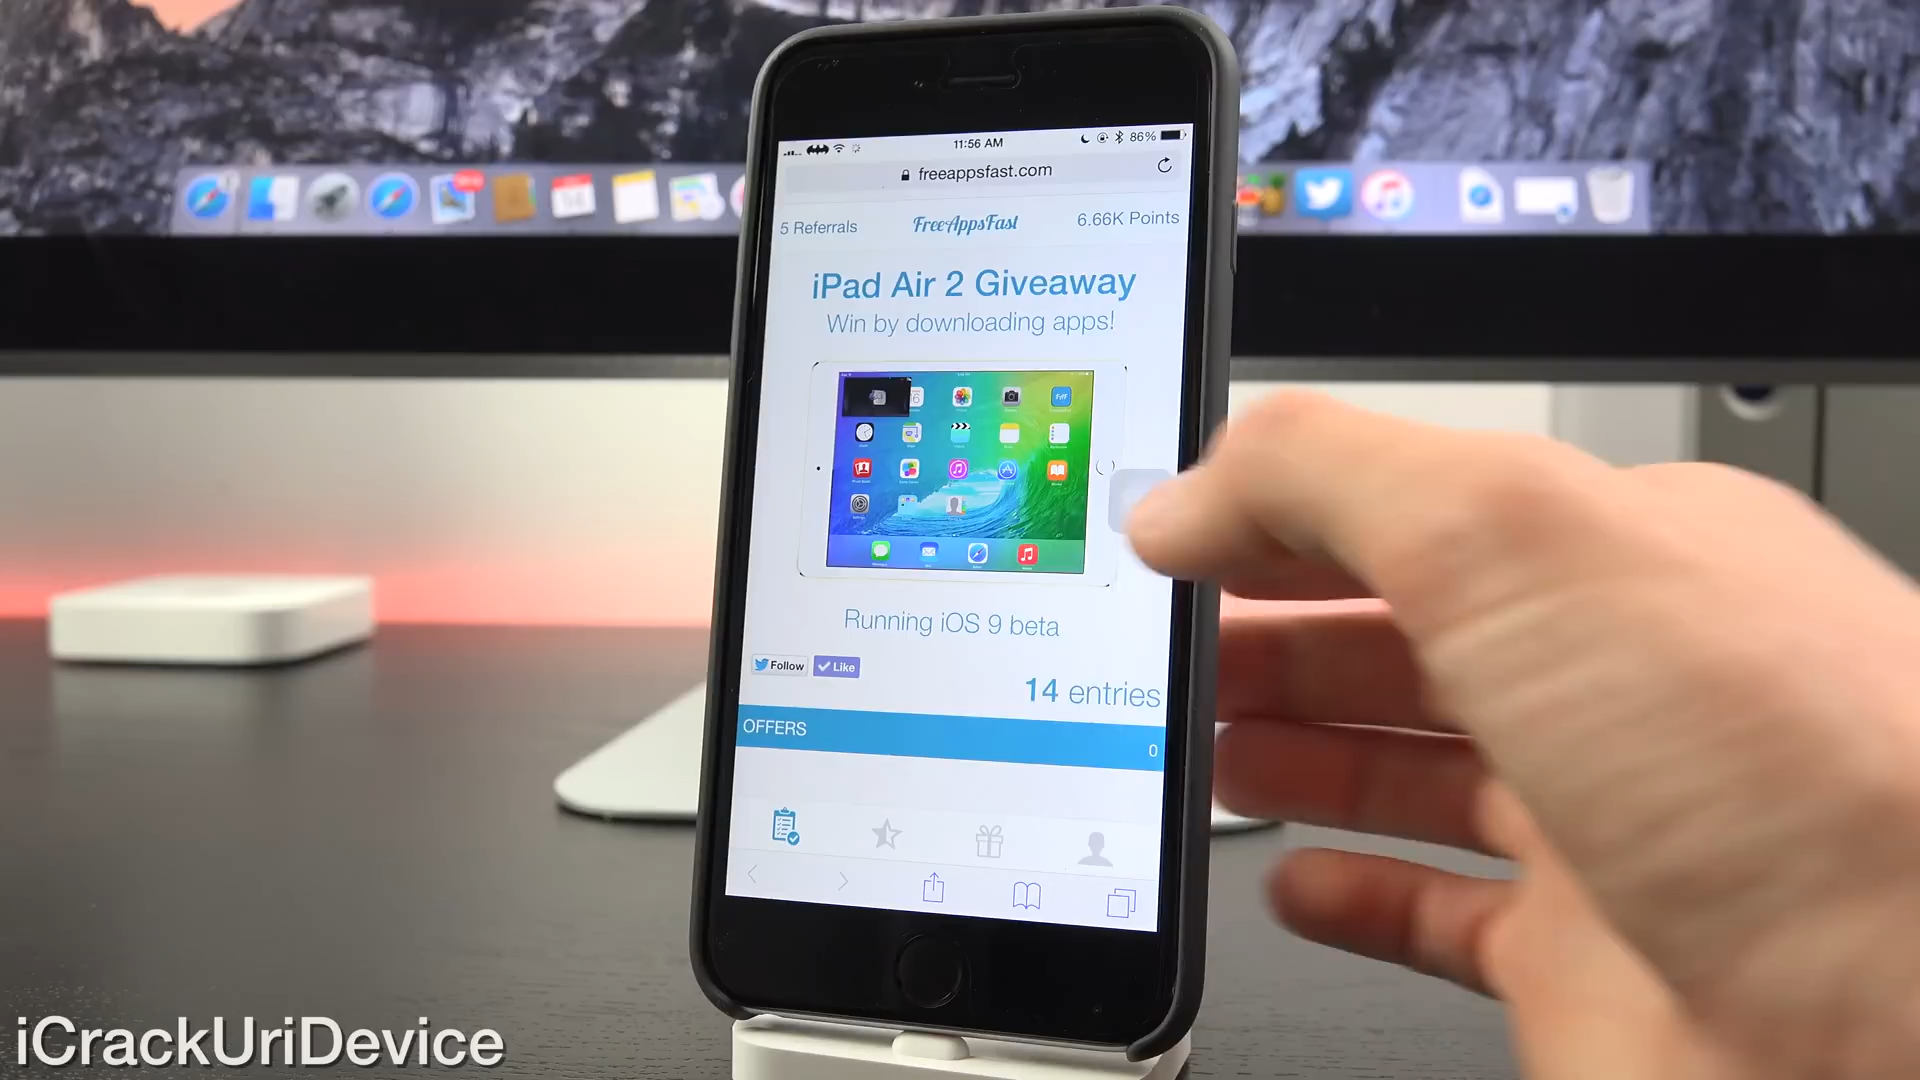 11:56 AM
86%
freeappsfast.com
5 Referrals
FreeAppsFast
6.66K Points
iPad Air 2 Giveaway
Win by downloading apps!
Running iOS 9 beta
Follow
Like
14 entries
OFFERS
0
iCrackUriDevice